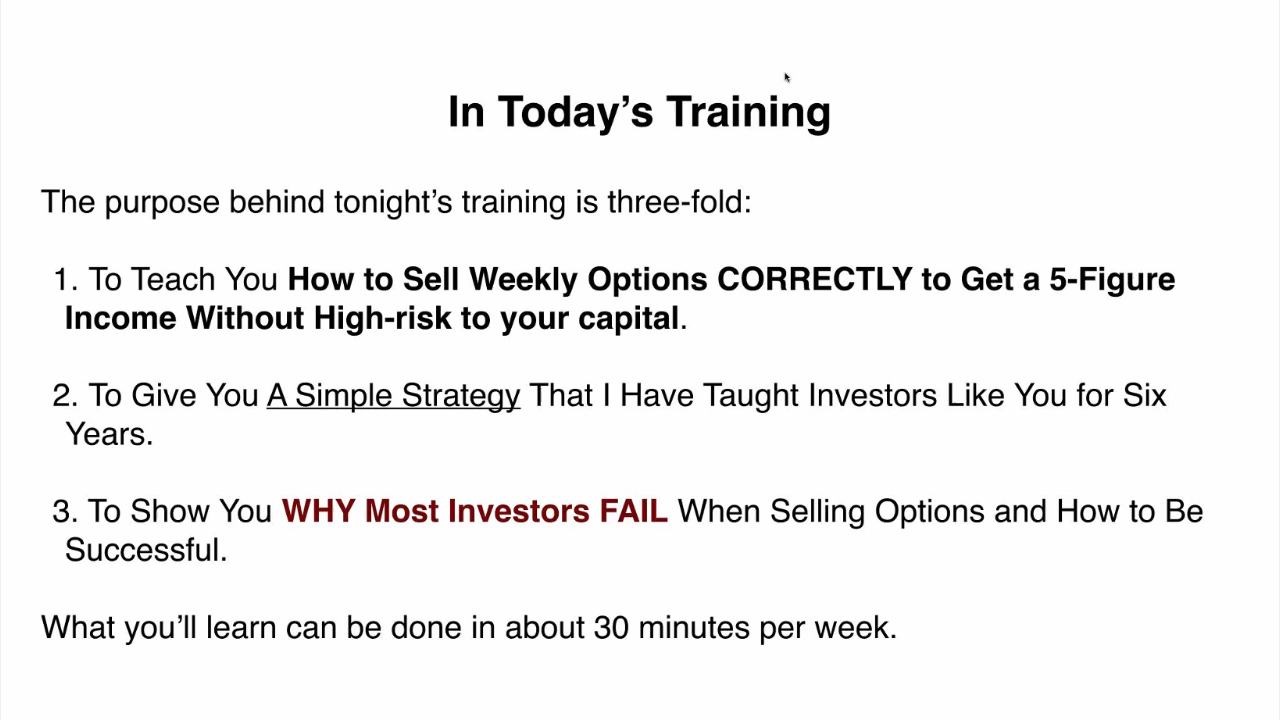 In Today’s Training
The purpose behind tonight’s training is three-fold:
1. To Teach You How to Sell Weekly Options CORRECTLY to Get a 5-Figure
Income Without High-risk to your capital.
2. To Give You A Simple Strategy That I Have Taught Investors Like You for Six
Years.
3. To Show You WHY Most Investors FAIL When Selling Options and How to Be
Successful.
What you’ll learn can be done in about 30 minutes per week.